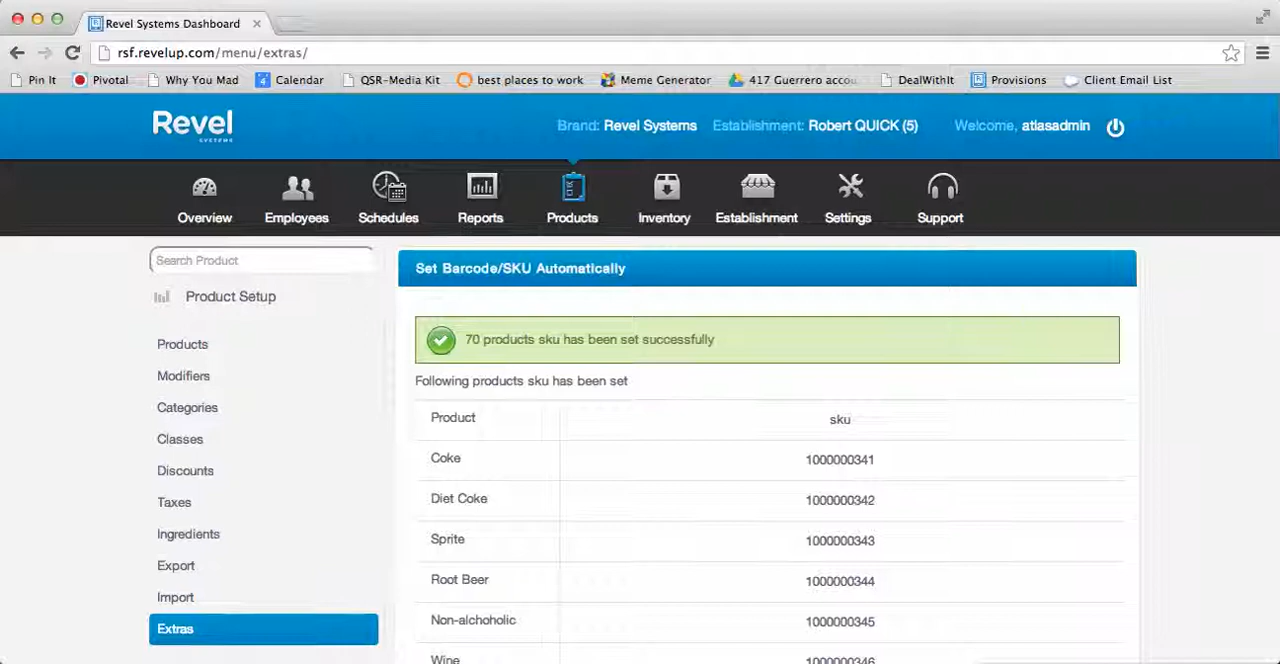 Revel Systems Dashboard
rsf.revelup.com/menu/extras/
Pin It Pivotal Why You Mad Calendar QSR-Media Kit best places to work Meme Generator 417 Guerrero accou DealWithIt Provisions Client Email List
Revel SYSTEMS Brand: Revel Systems Establishment: Robert QUICK (5) Welcome, atlasadmin
Overview Employees Schedules Reports Products Inventory Establishment Settings Support
Search Product
Product Setup
Products
Modifiers
Categories
Classes
Discounts
Taxes
Ingredients
Export
Import
Extras
Set Barcode/SKU Automatically
70 products sku has been set successfully
Following products sku has been set
Product sku
Coke 1000000341
Diet Coke 1000000342
Sprite 1000000343
Root Beer 1000000344
Non-alchoholic 1000000345
Wine 1000000346